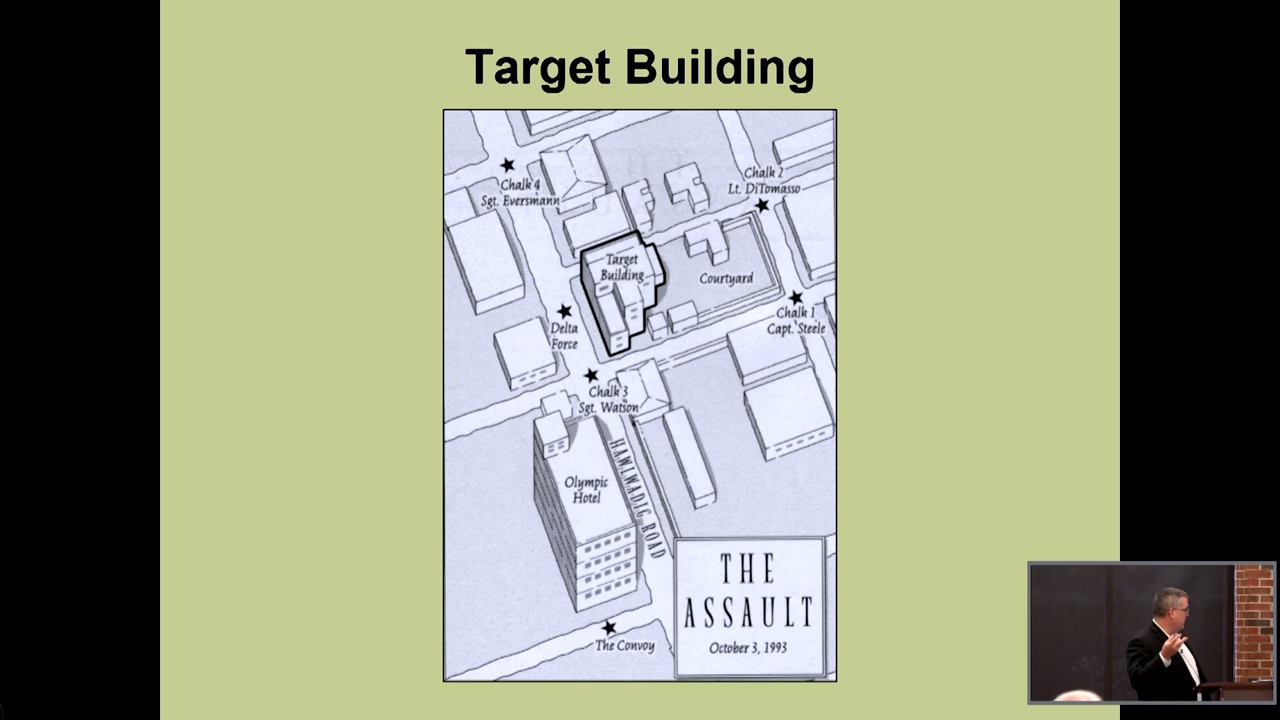 Target Building
Chalk 4
Sgt. Eversmann
Chalk 2
Lt. DiTomasso
Target
Building
Courtyard
Delta
Force
Chalk 1
Capt. Steele
Chalk 3
Sgt. Watson
Olympic
Hotel
HAWLWADIG ROAD
The Convoy
THE
ASSAULT
October 3, 1993